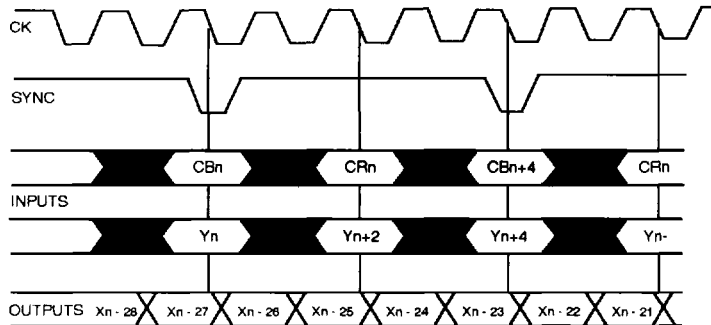 CK
SYNC
CBn CRn CBn+4 CRn
INPUTS
Yn Yn+2 Yn+4 Yn-
OUTPUTS Xn - 28 Xn - 27 Xn - 26 Xn - 25 Xn - 24 Xn - 23 Xn - 22 Xn - 21